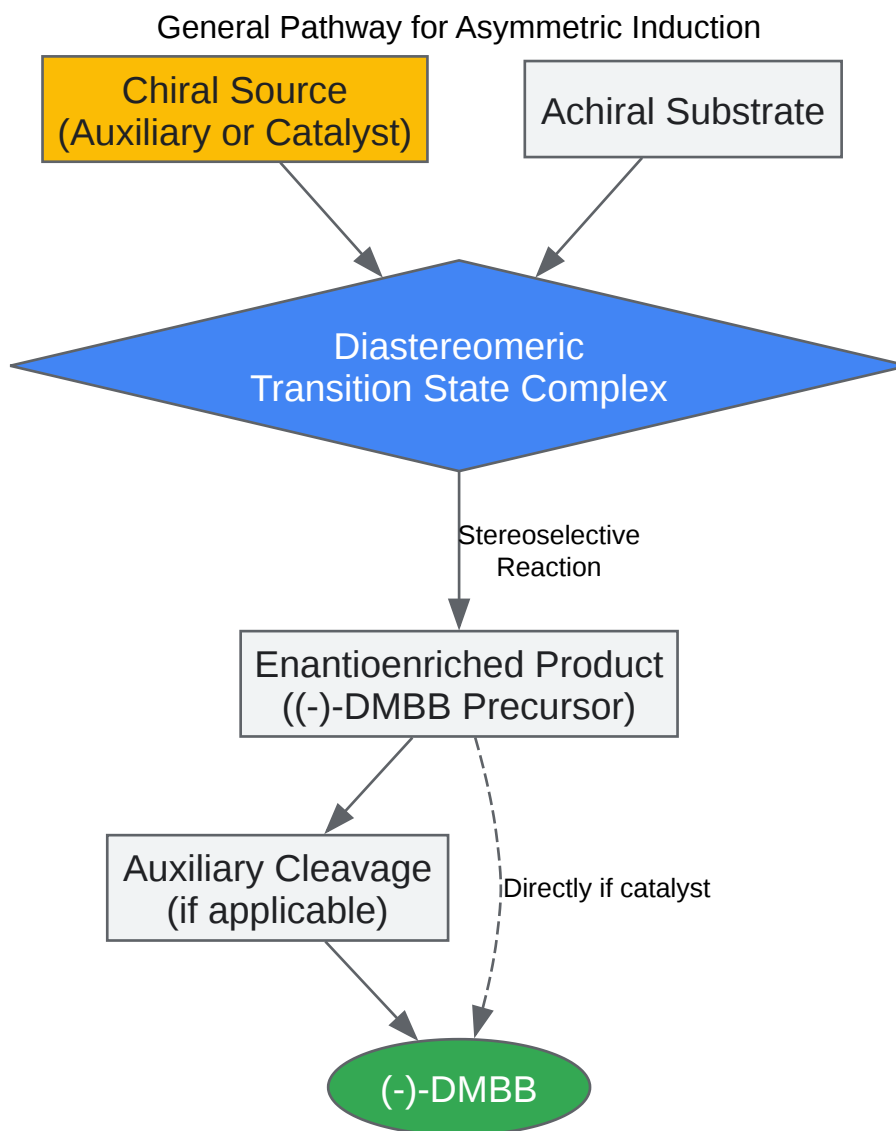 General Pathway for Asymmetric Induction
Chiral Source
(Auxiliary or Catalyst)
Achiral Substrate
Diastereomeric
Transition State Complex
Stereoselective
Reaction
Enantioenriched Product
((-)-DMBB Precursor)
Auxiliary Cleavage
(if applicable)
Directly if catalyst
(-)-DMBB